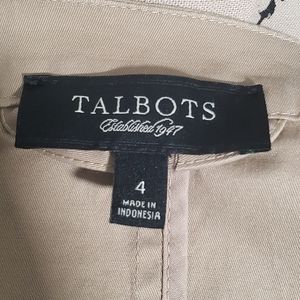 TALBOTS
Established 1947
4
MADE IN
INDONESIA